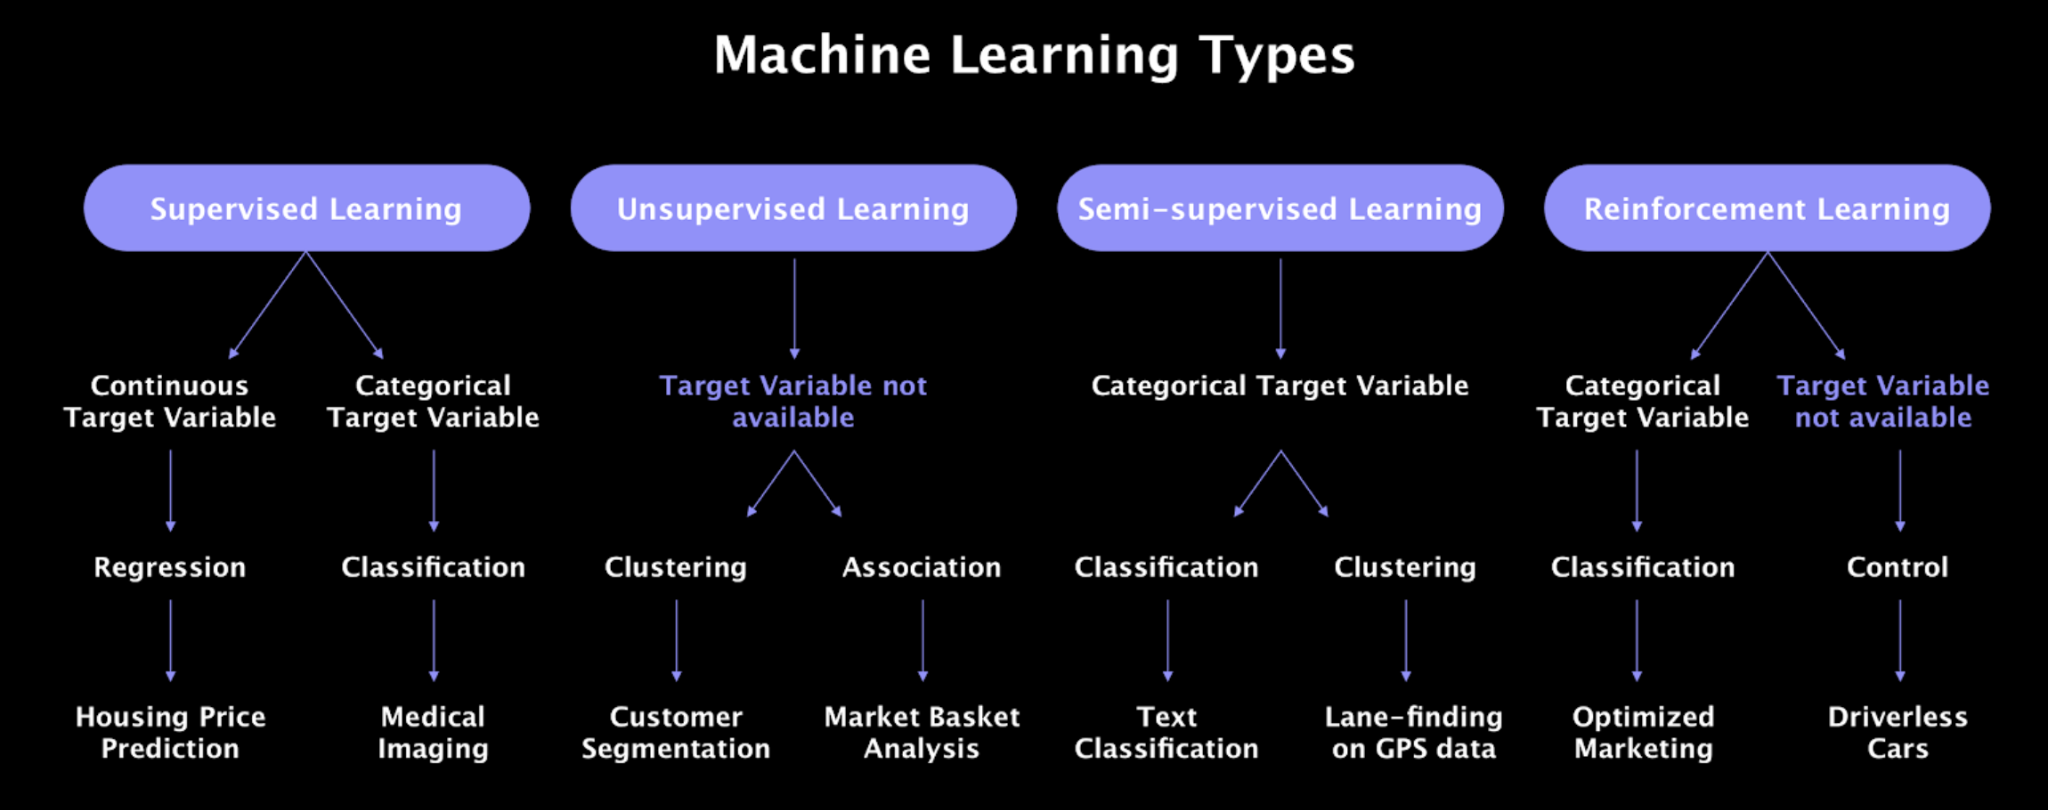 Machine Learning Types
Supervised Learning
Unsupervised Learning
Semi-supervised Learning
Reinforcement Learning
Continuous
Target Variable
Categorical
Target Variable
Target Variable not
available
Categorical Target Variable
Categorical
Target Variable
Target Variable
not available
Regression
Classification
Clustering
Association
Classification
Clustering
Classification
Control
Housing Price
Prediction
Medical
Imaging
Customer
Segmentation
Market Basket
Analysis
Text
Classification
Lane-finding
on GPS data
Optimized
Marketing
Driverless
Cars